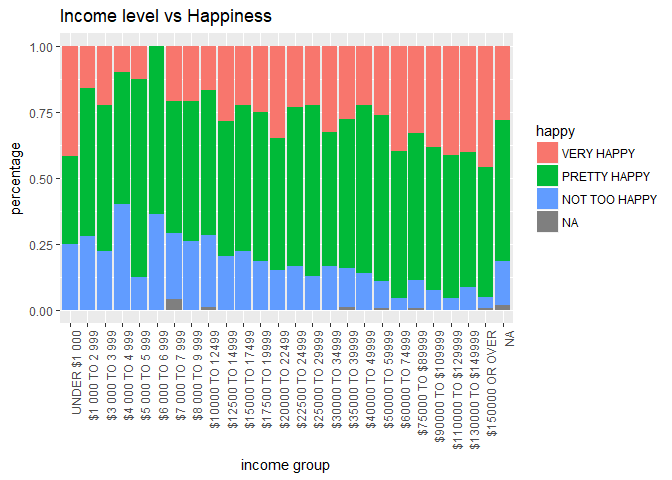 Income level vs Happiness
percentage
1.00
0.75
0.50
0.25
0.00
UNDER $1 000
$1 000 TO 2 999
$3 000 TO 3 999
$4 000 TO 4 999
$5 000 TO 5 999
$6 000 TO 6 999
$7 000 TO 7 999
$8 000 TO 9 999
$10000 TO 12499
$12500 TO 14999
$15000 TO 17499
$17500 TO 19999
$20000 TO 22499
$22500 TO 24999
$25000 TO 29999
$30000 TO 34999
$35000 TO 39999
$40000 TO 49999
$50000 TO 59999
$60000 TO 74999
$75000 TO $89999
$90000 TO $109999
$110000 TO $129999
$130000 TO $149999
$150000 OR OVER
NA
income group
happy
VERY HAPPY
PRETTY HAPPY
NOT TOO HAPPY
NA